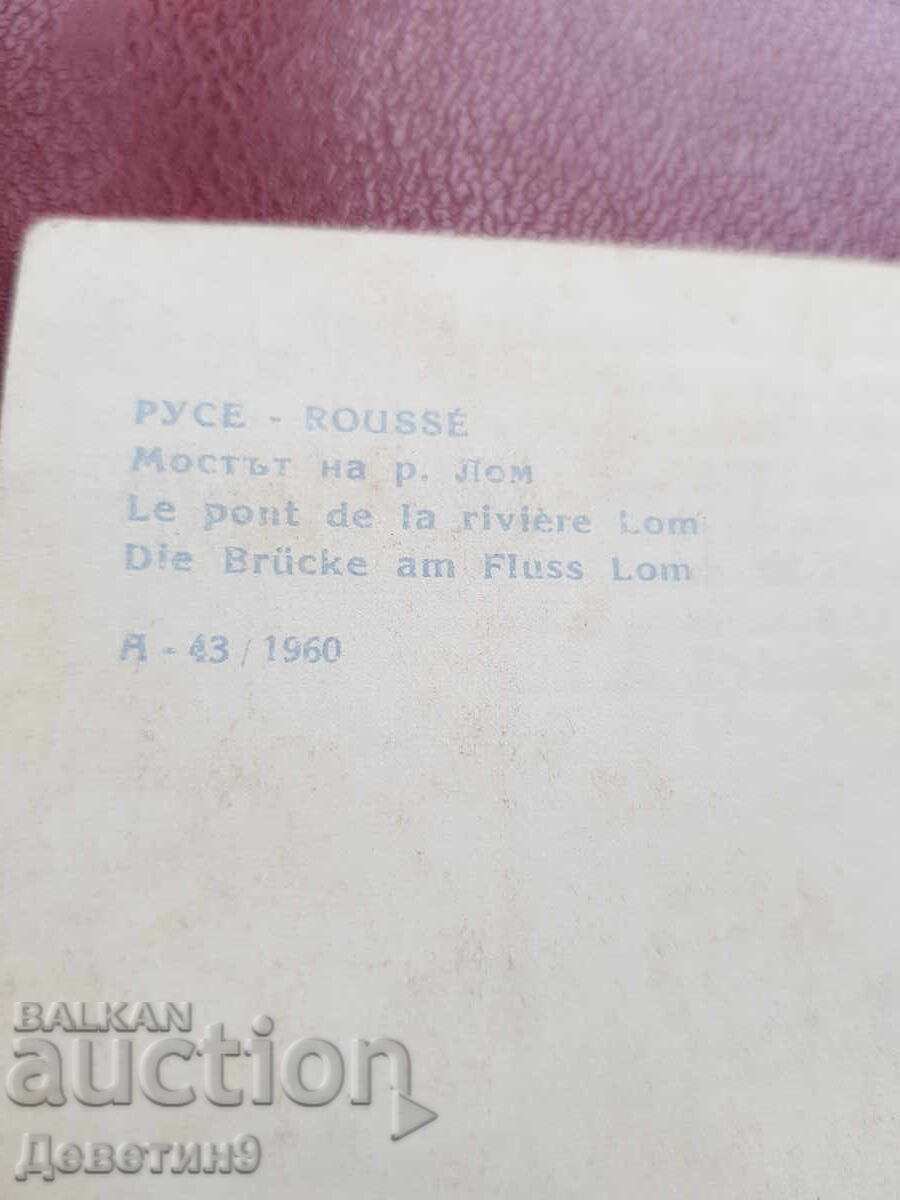 РУСЕ - ROUSSÉ
Мостът на р. Лом
Le pont de la rivière Lom
Die Brücke am Fluss Lom
А - 43 / 1960
BALKAN
auction
Деветин9